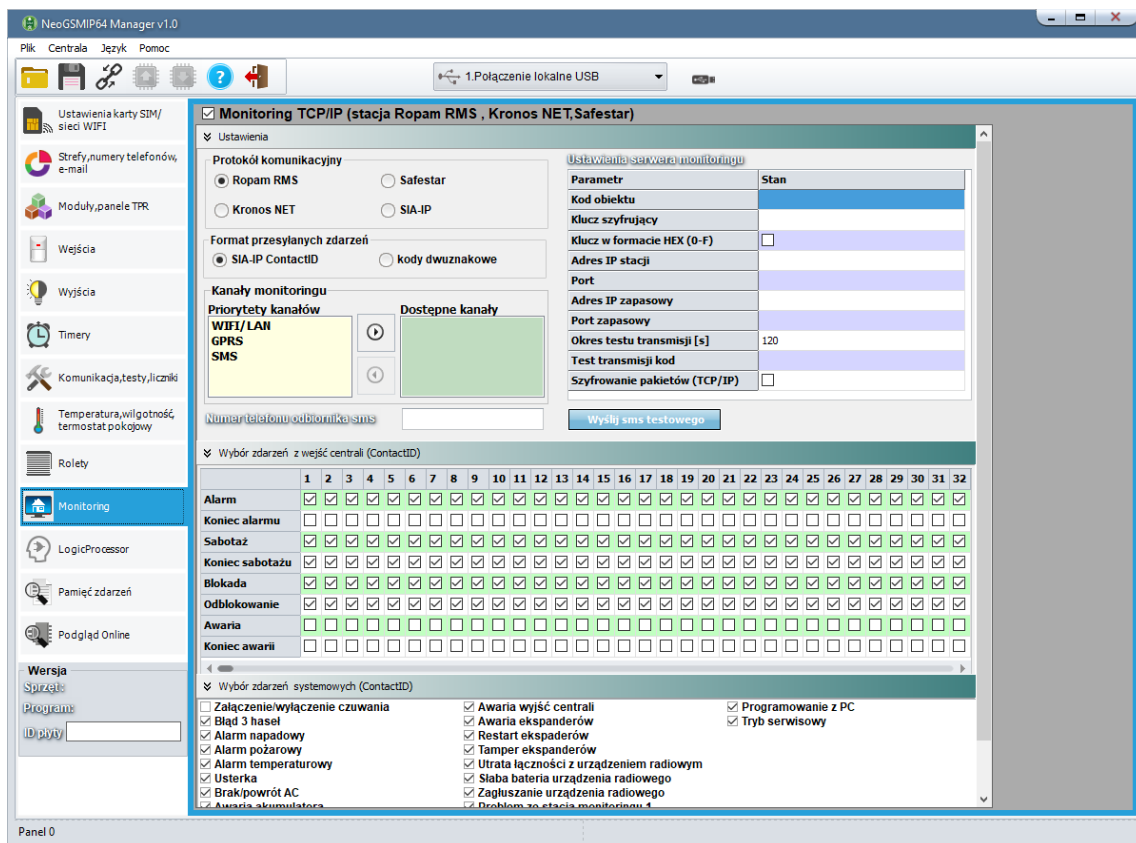 NeoGSMIP64 Manager v1.0
Plik Centrala Język Pomoc
1.Połączenie lokalne USB
Ustawienia karty SIM/
sieci WIFI
Strefy,numery telefonów,
e-mail
Moduły,panele TPR
Wejścia
Wyjścia
Timery
Komunikacja,testy,liczniki
Temperatura,wilgotność,
termostat pokojowy
Rolety
Monitoring
LogicProcessor
Pamięć zdarzeń
Podgląd Online
Wersja
Sprzęt:
Program:
ID płyty
Monitoring TCP/IP (stacja Ropam RMS , Kronos NET,Safestar)
Ustawienia
Protokół komunikacyjny
Ropam RMS Safestar
Kronos NET SIA-IP
Format przesyłanych zdarzeń
SIA-IP ContactID kody dwuznakowe
Kanały monitoringu
Priorytety kanałów Dostępne kanały
WIFI/LAN
GPRS
SMS
Numer telefonu odbiornika sms
Ustawienia serwera monitoringu
Parametr Stan
Kod obiektu
Klucz szyfrujący
Klucz w formacie HEX (0-F)
Adres IP stacji
Port
Adres IP zapasowy
Port zapasowy
Okres testu transmisji [s] 120
Test transmisji kod
Szyfrowanie pakietów (TCP/IP)
Wyślij sms testowego
Wybór zdarzeń z wejść centrali (ContactID)
1 2 3 4 5 6 7 8 9 10 11 12 13 14 15 16 17 18 19 20 21 22 23 24 25 26 27 28 29 30 31 32
Alarm
Koniec alarmu
Sabotaż
Koniec sabotażu
Blokada
Odblokowanie
Awaria
Koniec awarii
Wybór zdarzeń systemowych (ContactID)
Załączenie/wyłączenie czuwania Awaria wyjść centrali Programowanie z PC
Błąd 3 haseł Awaria ekspanderów Tryb serwisowy
Alarm napadowy Restart ekspaderów
Alarm pożarowy Tamper ekspanderów
Alarm temperaturowy Utrata łączności z urządzeniem radiowym
Usterka Słaba bateria urządzenia radiowego
Brak/powrót AC Zagłuszanie urządzenia radiowego
Awaria akumulatora Problem ze stacją monitoringu 1
Panel 0